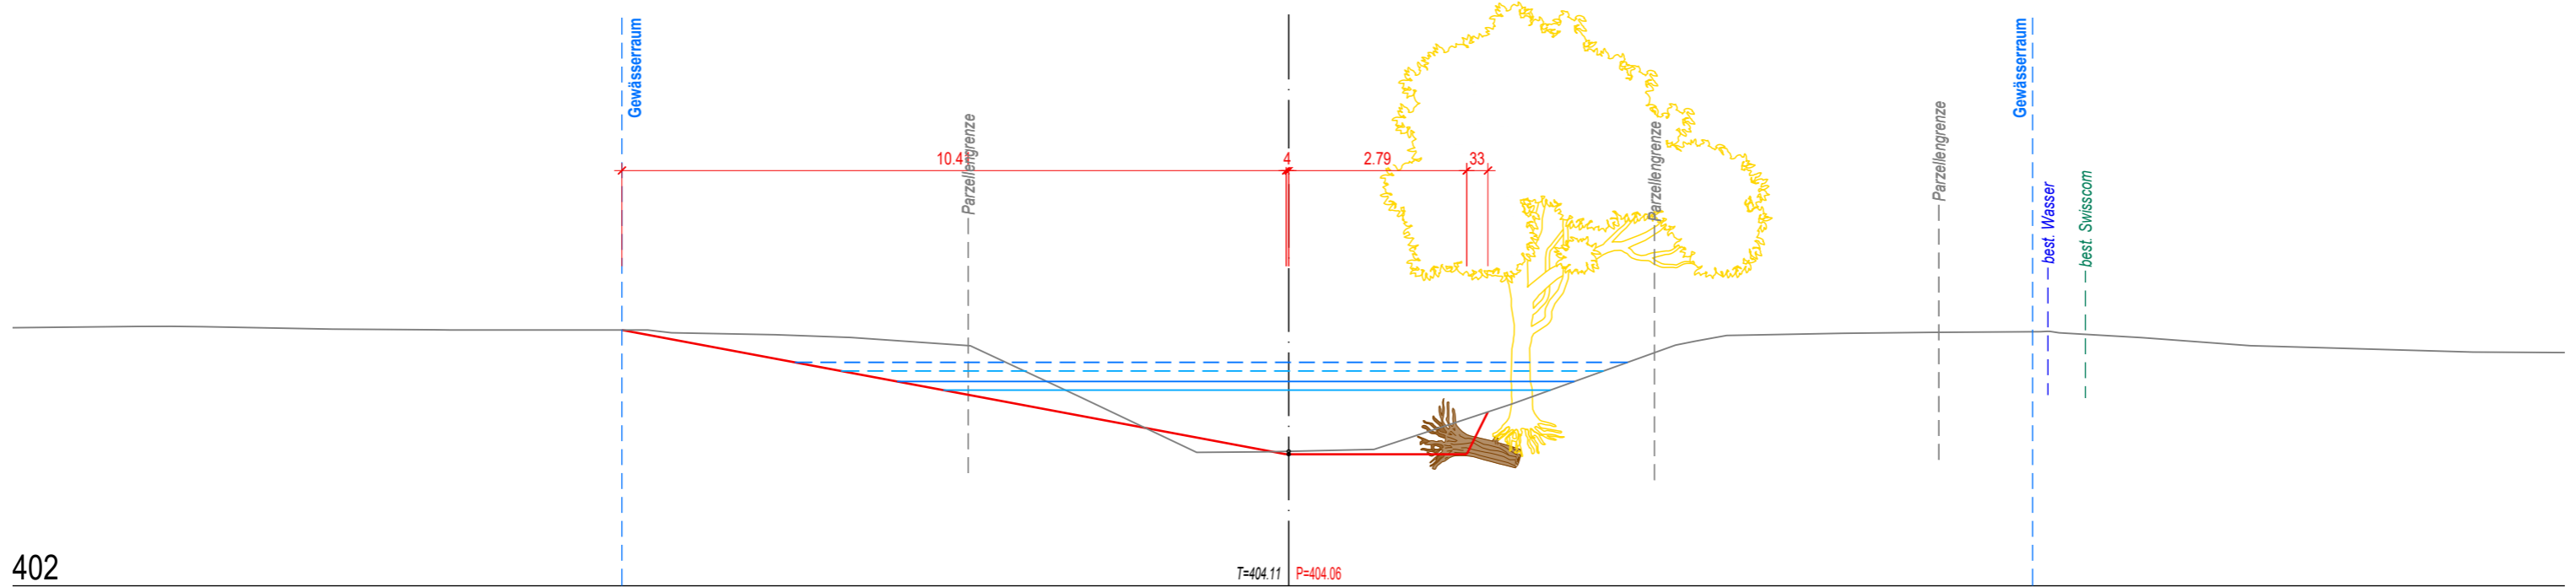 Gewässerraum
Parzellengrenze
Parzellengrenze
Parzellengrenze
Gewässerraum
best. Wasser
best. Swisscom
10.4
4
2.79
33
402
T=404.11
P=404.06